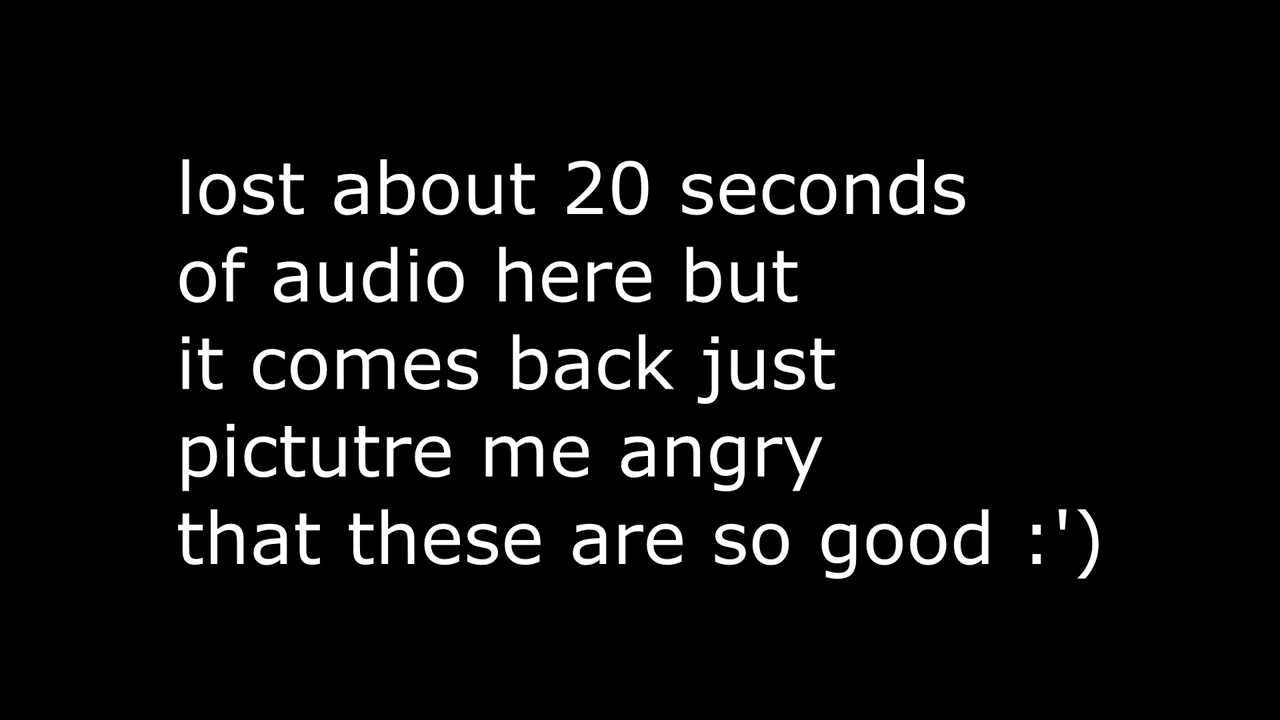 lost about 20 seconds
of audio here but
it comes back just
pictutre me angry
that these are so good :')